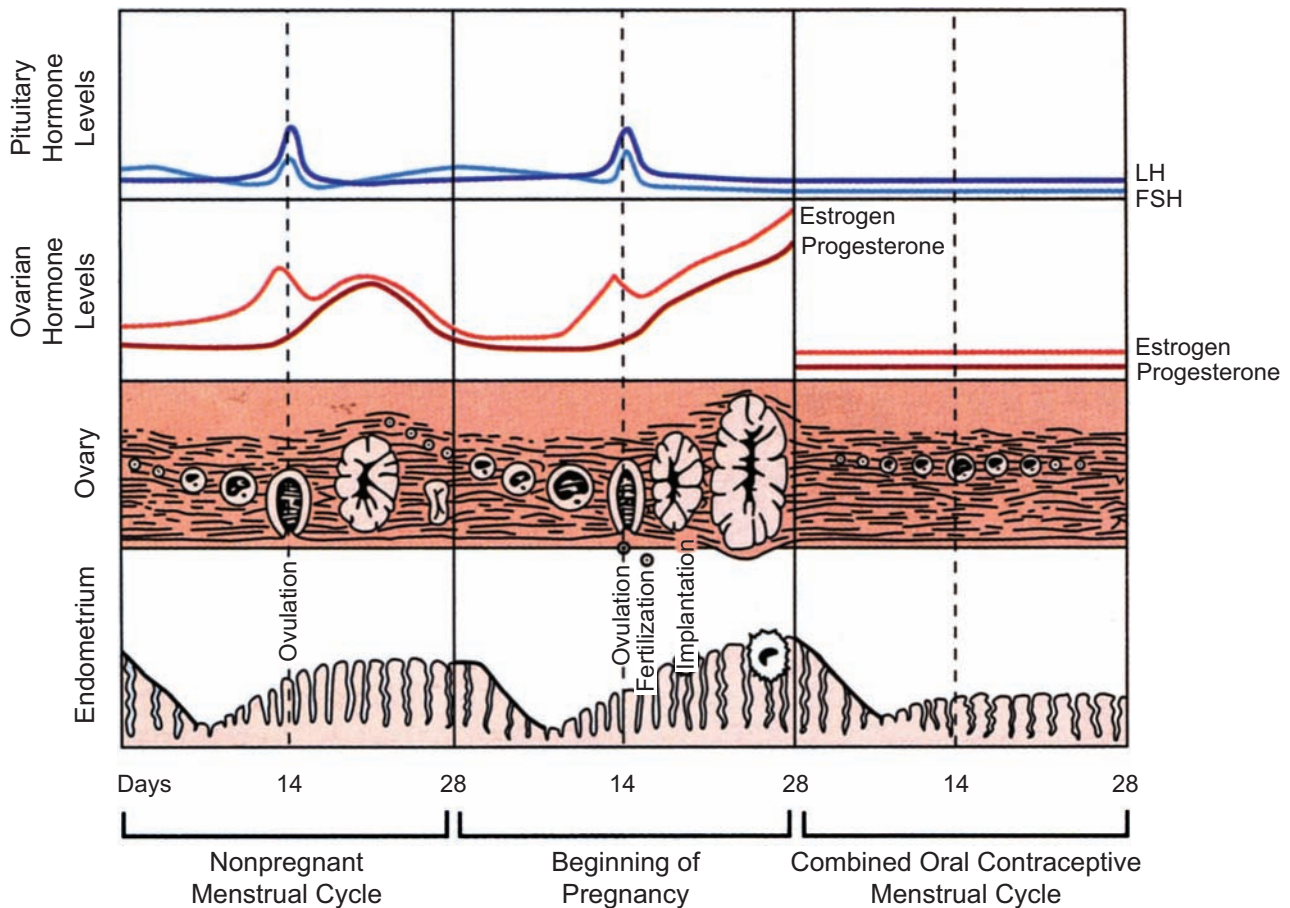 Pituitary
Hormone
Levels
LH
FSH
Ovarian
Hormone
Levels
Estrogen
Progesterone
Estrogen
Progesterone
Ovary
Endometrium
Ovulation
Ovulation
Fertilization
Implantation
Days
14
28
14
28
14
28
Nonpregnant
Menstrual Cycle
Beginning of
Pregnancy
Combined Oral Contraceptive
Menstrual Cycle